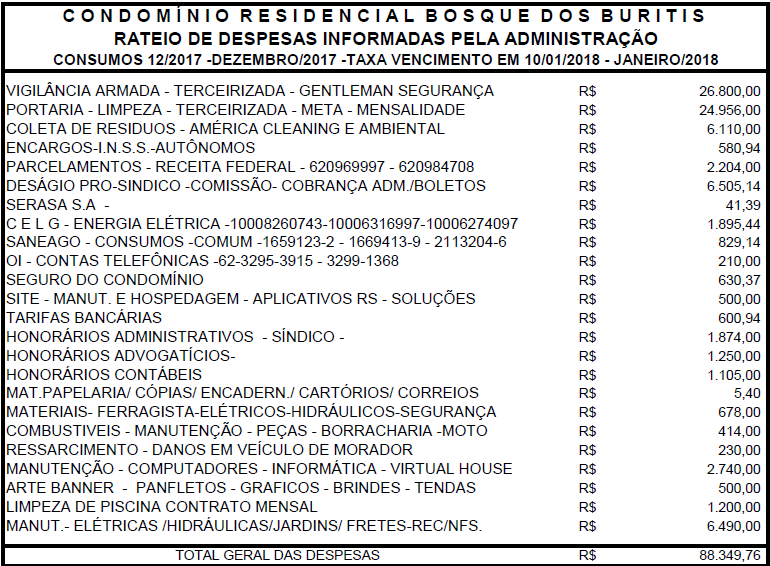 CONDOMÍNIO RESIDENCIAL BOSQUE DOS BURITIS
RATEIO DE DESPESAS INFORMADAS PELA ADMINISTRAÇÃO
CONSUMOS 12/2017 -DEZEMBRO/2017 -TAXA VENCIMENTO EM 10/01/2018 - JANEIRO/2018
VIGILÂNCIA ARMADA - TERCEIRIZADA - GENTLEMAN SEGURANÇA R$ 26.800,00
PORTARIA - LIMPEZA - TERCEIRIZADA - META - MENSALIDADE R$ 24.956,00
COLETA DE RESIDUOS - AMÉRICA CLEANING E AMBIENTAL R$ 6.110,00
ENCARGOS-I.N.S.S.-AUTÔNOMOS R$ 580,94
PARCELAMENTOS - RECEITA FEDERAL - 620969997 - 620984708 R$ 2.204,00
DESÁGIO PRO-SINDICO -COMISSÃO- COBRANÇA ADM./BOLETOS R$ 6.505,14
SERASA S.A - R$ 41,39
C E L G - ENERGIA ELÉTRICA -10008260743-10006316997-10006274097 R$ 1.895,44
SANEAGO - CONSUMOS -COMUM -1659123-2 - 1669413-9 - 2113204-6 R$ 829,14
OI - CONTAS TELEFÔNICAS -62-3295-3915 - 3299-1368 R$ 210,00
SEGURO DO CONDOMÍNIO R$ 630,37
SITE - MANUT. E HOSPEDAGEM - APLICATIVOS RS - SOLUÇÕES R$ 500,00
TARIFAS BANCÁRIAS R$ 600,94
HONORÁRIOS ADMINISTRATIVOS - SÍNDICO - R$ 1.874,00
HONORÁRIOS ADVOGATÍCIOS- R$ 1.250,00
HONORÁRIOS CONTÁBEIS R$ 1.105,00
MAT.PAPELARIA/ CÓPIAS/ ENCADERN./ CARTÓRIOS/ CORREIOS R$ 5,40
MATERIAIS- FERRAGISTA-ELÉTRICOS-HIDRÁULICOS-SEGURANÇA R$ 678,00
COMBUSTIVEIS - MANUTENÇÃO - PEÇAS - BORRACHARIA -MOTO R$ 414,00
RESSARCIMENTO - DANOS EM VEÍCULO DE MORADOR R$ 230,00
MANUTENÇÃO - COMPUTADORES - INFORMÁTICA - VIRTUAL HOUSE R$ 2.740,00
ARTE BANNER - PANFLETOS - GRAFICOS - BRINDES - TENDAS R$ 500,00
LIMPEZA DE PISCINA CONTRATO MENSAL R$ 1.200,00
MANUT.- ELÉTRICAS /HIDRÁULICAS/JARDINS/ FRETES-REC/NFS. R$ 6.490,00
TOTAL GERAL DAS DESPESAS R$ 88.349,76